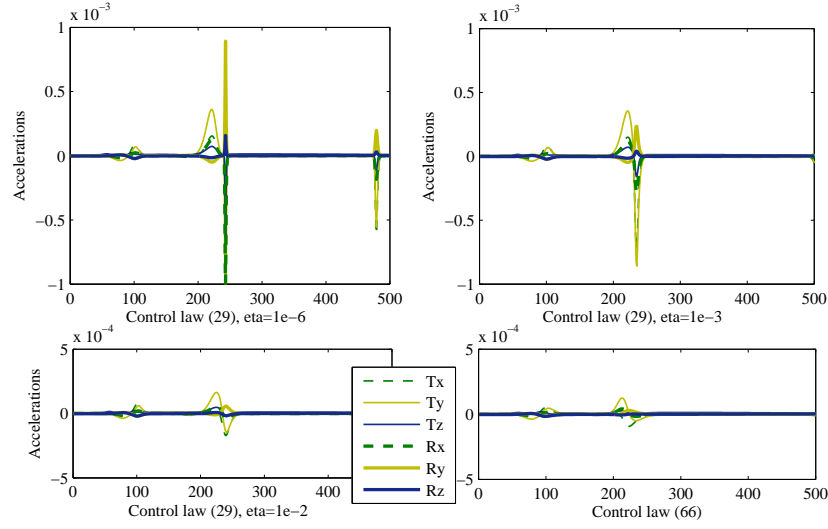 x 10−3
1
0.5
0
−0.5
−1
Accelerations
0 100 200 300 400 500
Control law (29), eta=1e−6
x 10−3
1
0.5
0
−0.5
−1
Accelerations
0 100 200 300 400 500
Control law (29), eta=1e−3
x 10−4
5
0
−5
Accelerations
0 100 200 300
Control law (29), eta=1e−2
Tx
Ty
Tz
Rx
Ry
Rz
x 10−4
5
0
−5
0 100 200 300 400 500
Control law (66)